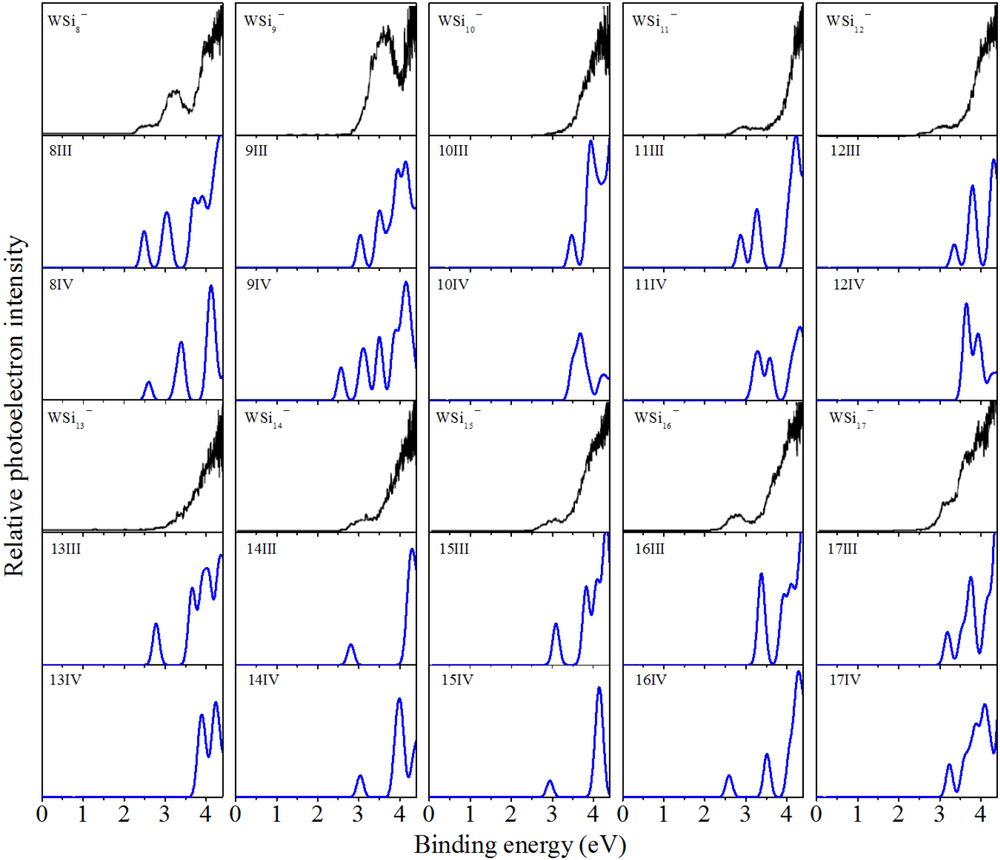 WSi₈⁻ WSi₉⁻ WSi₁₀⁻ WSi₁₁⁻ WSi₁₂⁻
8III 9III 10III 11III 12III
8IV 9IV 10IV 11IV 12IV
WSi₁₃⁻ WSi₁₄⁻ WSi₁₅⁻ WSi₁₆⁻ WSi₁₇⁻
13III 14III 15III 16III 17III
13IV 14IV 15IV 16IV 17IV
0 1 2 3 4 0 1 2 3 4 0 1 2 3 4 0 1 2 3 4 0 1 2 3 4
Binding energy (eV)
Relative photoelectron intensity